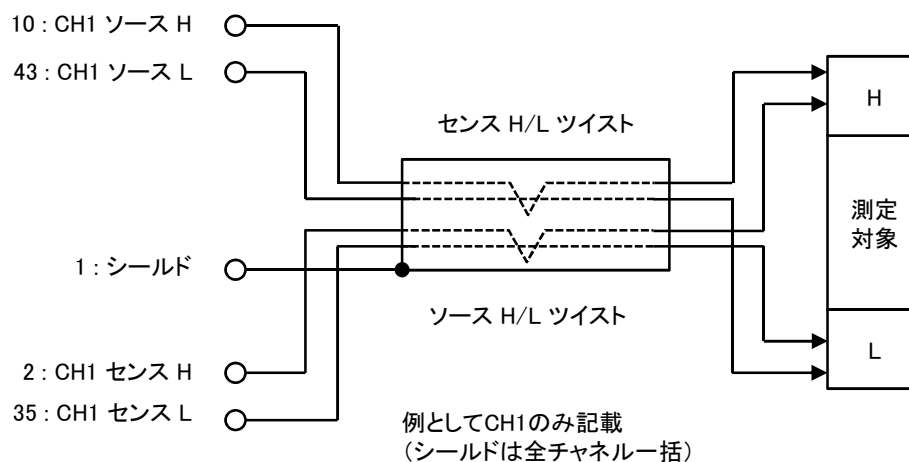 10 : CH1 ソース H
43 : CH1 ソース L
センス H/L ツイスト
H
測定
対象
1 : シールド
ソース H/L ツイスト
L
2 : CH1 センス H
35 : CH1 センス L
例としてCH1のみ記載
（シールドは全チャネル一括）